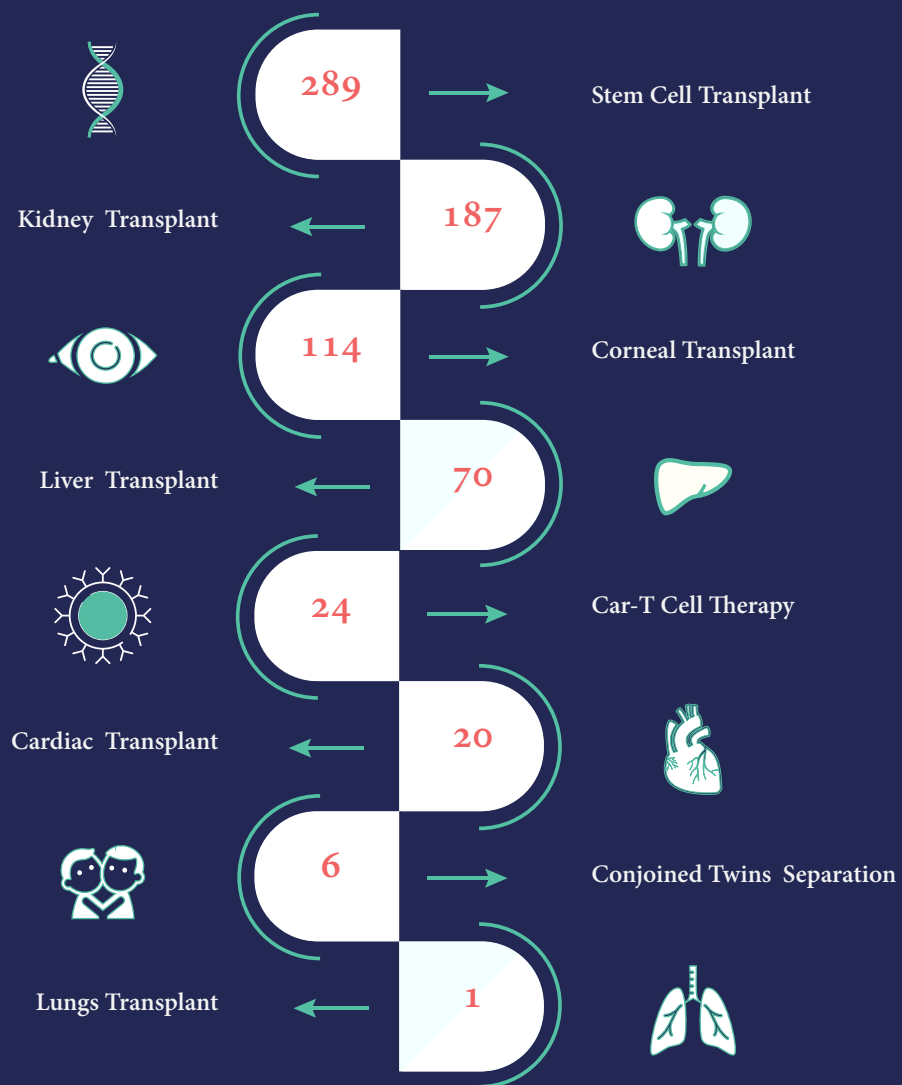 289
Stem Cell Transplant
Kidney Transplant
187
114
Corneal Transplant
Liver Transplant
70
24
Car-T Cell Therapy
Cardiac Transplant
20
6
Conjoined Twins Separation
Lungs Transplant
1